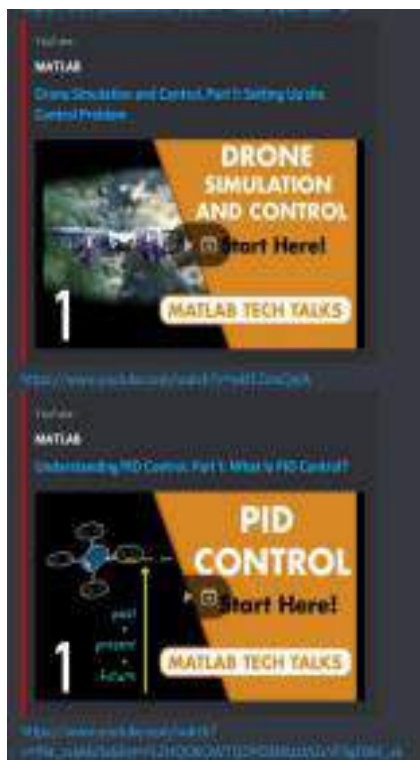 YouTube
MATLAB
Drone Simulation and Control, Part 1: Setting Up the
Control Problem
DRONE
SIMULATION
AND CONTROL
Start Here!
1
MATLAB TECH TALKS
YouTube
MATLAB
Understanding PID Control, Part 1: What is PID Control?
PID
CONTROL
Start Here!
past
+
present
+
future
1
MATLAB TECH TALKS